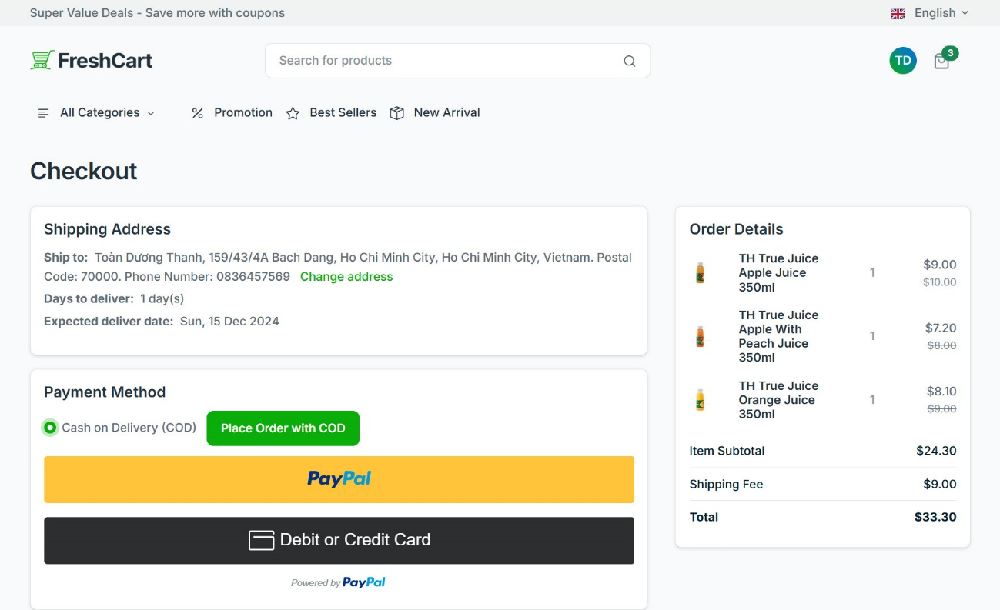 Super Value Deals - Save more with coupons
English
FreshCart
Search for products
TD
3
All Categories
Promotion
Best Sellers
New Arrival
Checkout
Shipping Address
Ship to: Toàn Dương Thanh, 159/43/4A Bach Dang, Ho Chi Minh City, Ho Chi Minh City, Vietnam. Postal
Code: 70000. Phone Number: 0836457569 Change address
Days to deliver: 1 day(s)
Expected deliver date: Sun, 15 Dec 2024
Payment Method
Cash on Delivery (COD)
Place Order with COD
PayPal
Debit or Credit Card
Powered by PayPal
Order Details
TH True Juice
Apple Juice
350ml
1
$9.00
$10.00
TH True Juice
Apple With
Peach Juice
350ml
1
$7.20
$8.00
TH True Juice
Orange Juice
350ml
1
$8.10
$9.00
Item Subtotal $24.30
Shipping Fee $9.00
Total $33.30